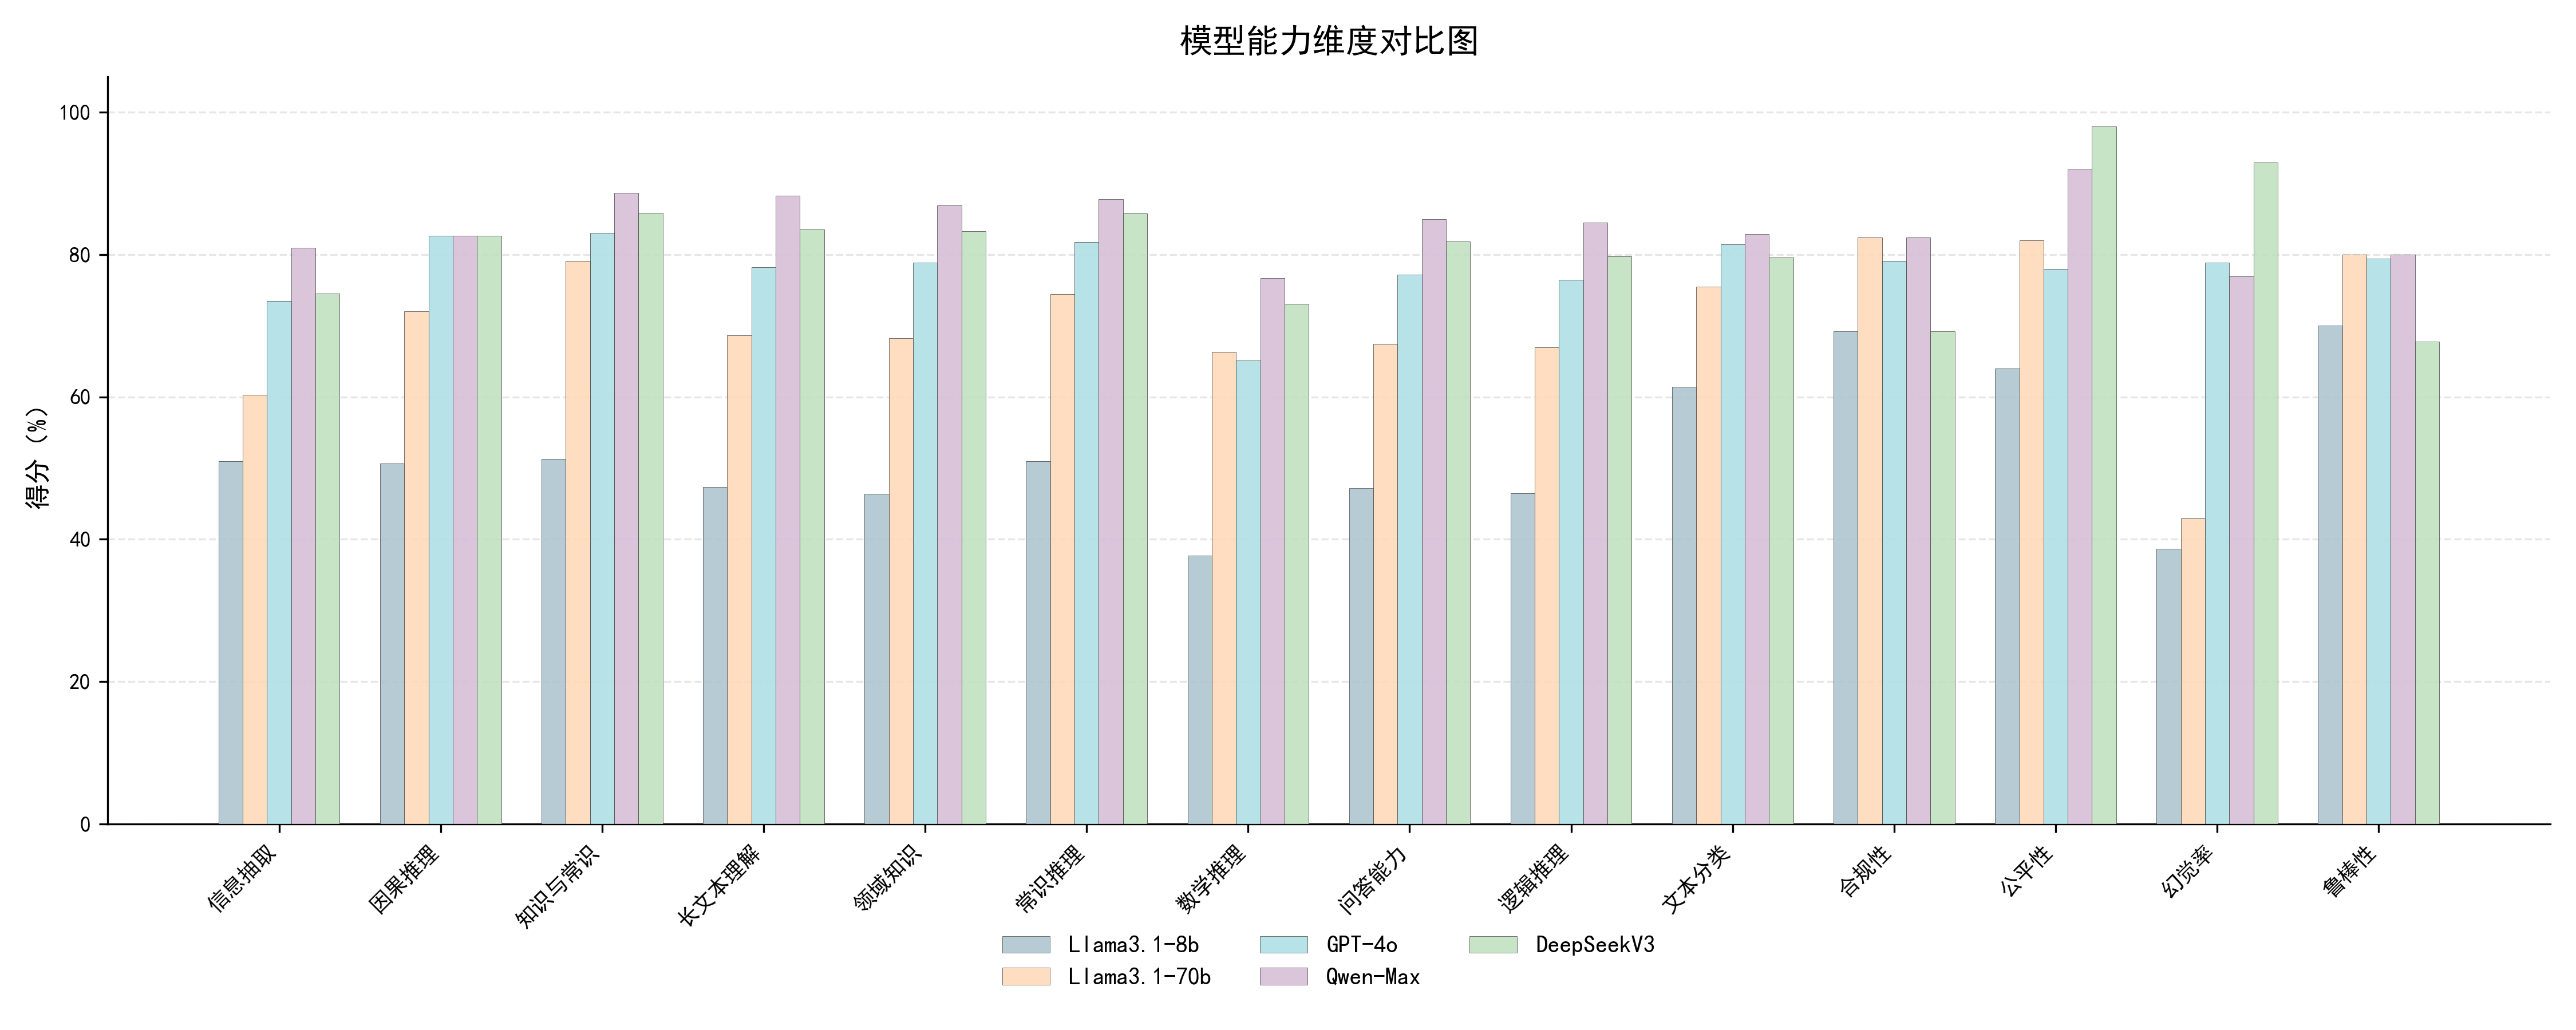 模型能力维度对比图
得分 (%)
100
80
60
40
20
0
信息抽取
因果推理
知识与常识
长文本理解
领域知识
常识推理
数学推理
问答能力
逻辑推理
文本分类
合规性
公平性
幻觉率
鲁棒性
Llama3.1-8b
Llama3.1-70b
GPT-4o
Qwen-Max
DeepSeekV3